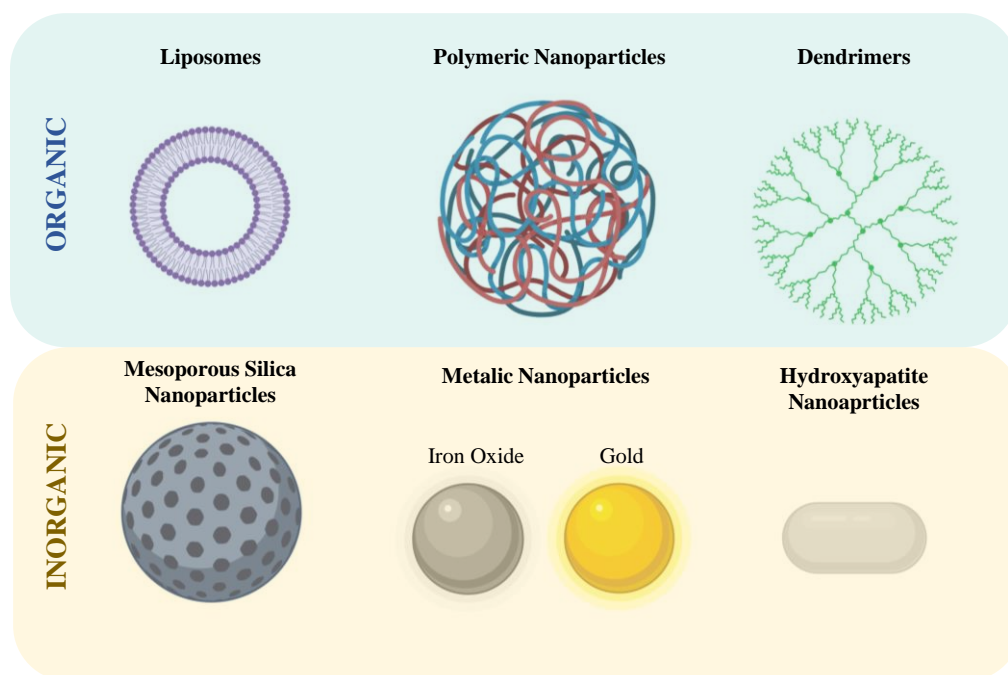 ORGANIC
Liposomes
Polymeric Nanoparticles
Dendrimers
INORGANIC
Mesoporous Silica
Nanoparticles
Metalic Nanoparticles
Iron Oxide
Gold
Hydroxyapatite
Nanoaprticles